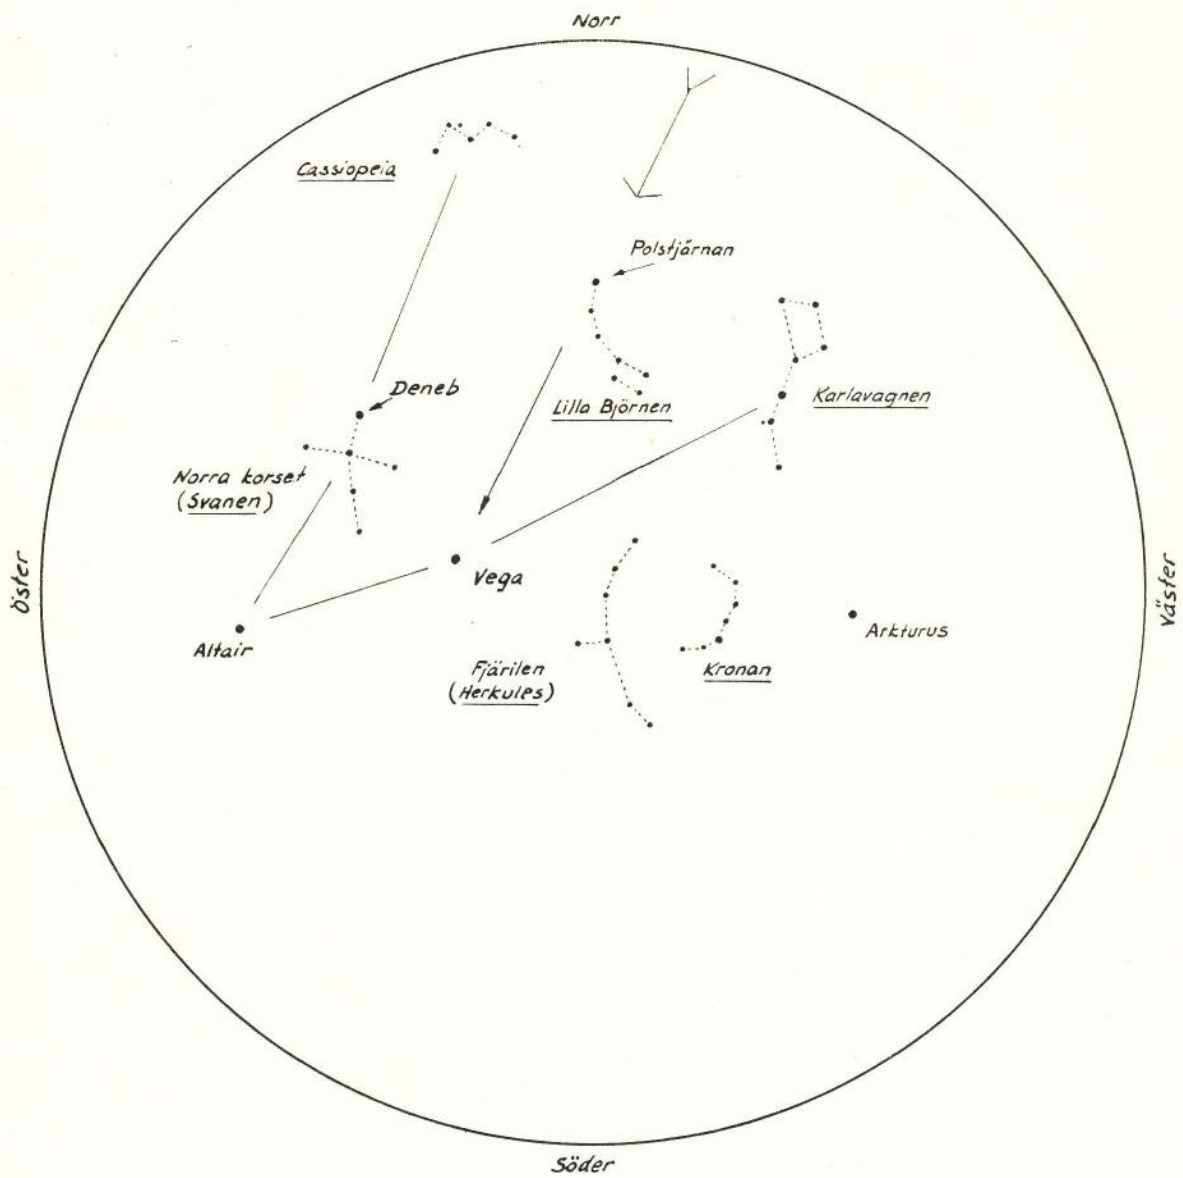 Norr
Cassiopeia
Polstjärnan
Deneb
Lilla Björnen
Karlavagnen
Norra korset
(Svanen)
Öster
Väster
Vega
Altair
Arkturus
Fjärilen
(Herkules)
Kronan
Söder